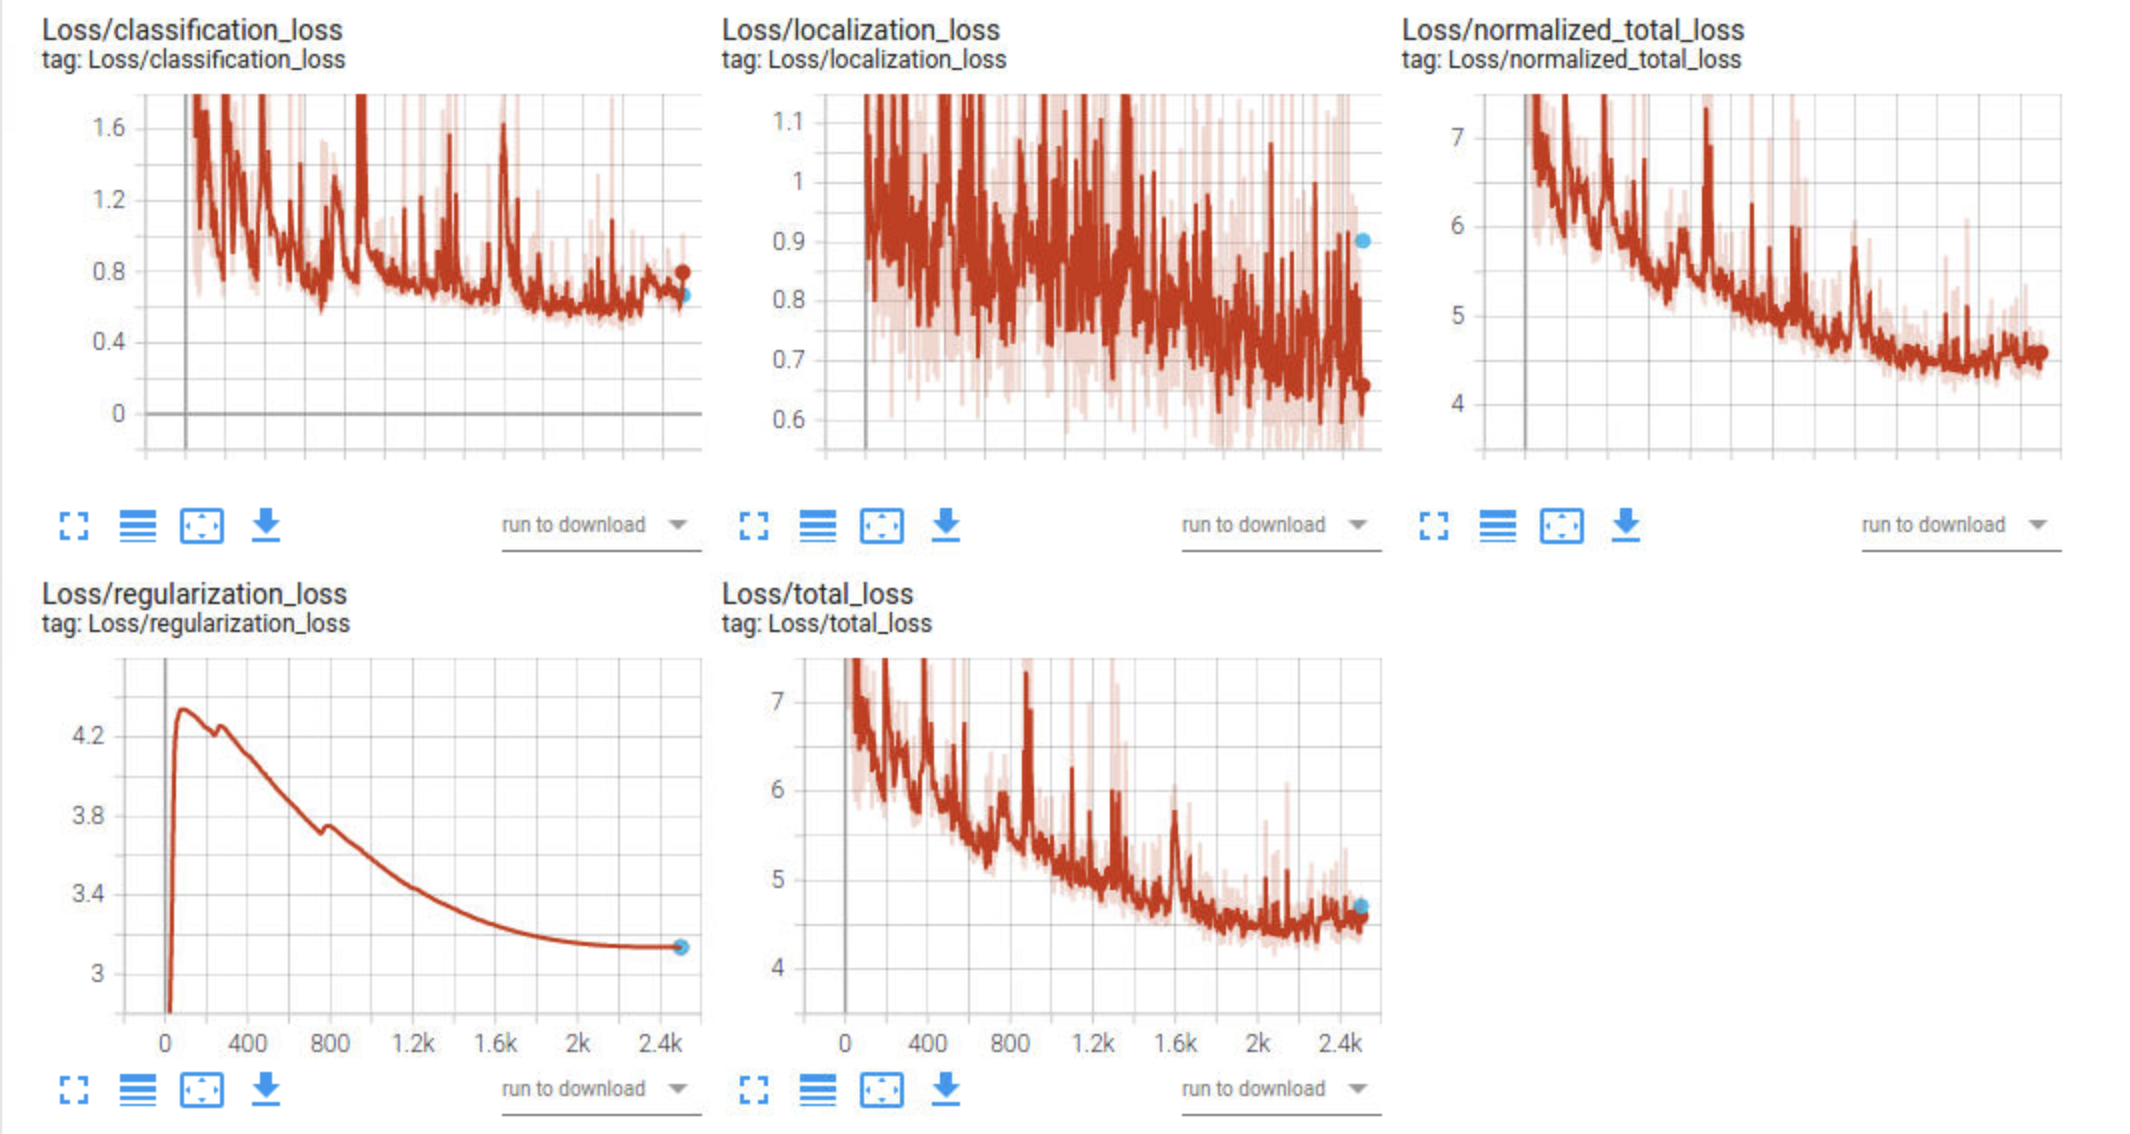 Loss/classification_loss
tag: Loss/classification_loss
1.6
1.2
0.8
0.4
0
run to download
Loss/localization_loss
tag: Loss/localization_loss
1.1
1
0.9
0.8
0.7
0.6
run to download
Loss/normalized_total_loss
tag: Loss/normalized_total_loss
7
6
5
4
run to download
Loss/regularization_loss
tag: Loss/regularization_loss
4.2
3.8
3.4
3
0 400 800 1.2k 1.6k 2k 2.4k
run to download
Loss/total_loss
tag: Loss/total_loss
7
6
5
4
0 400 800 1.2k 1.6k 2k 2.4k
run to download